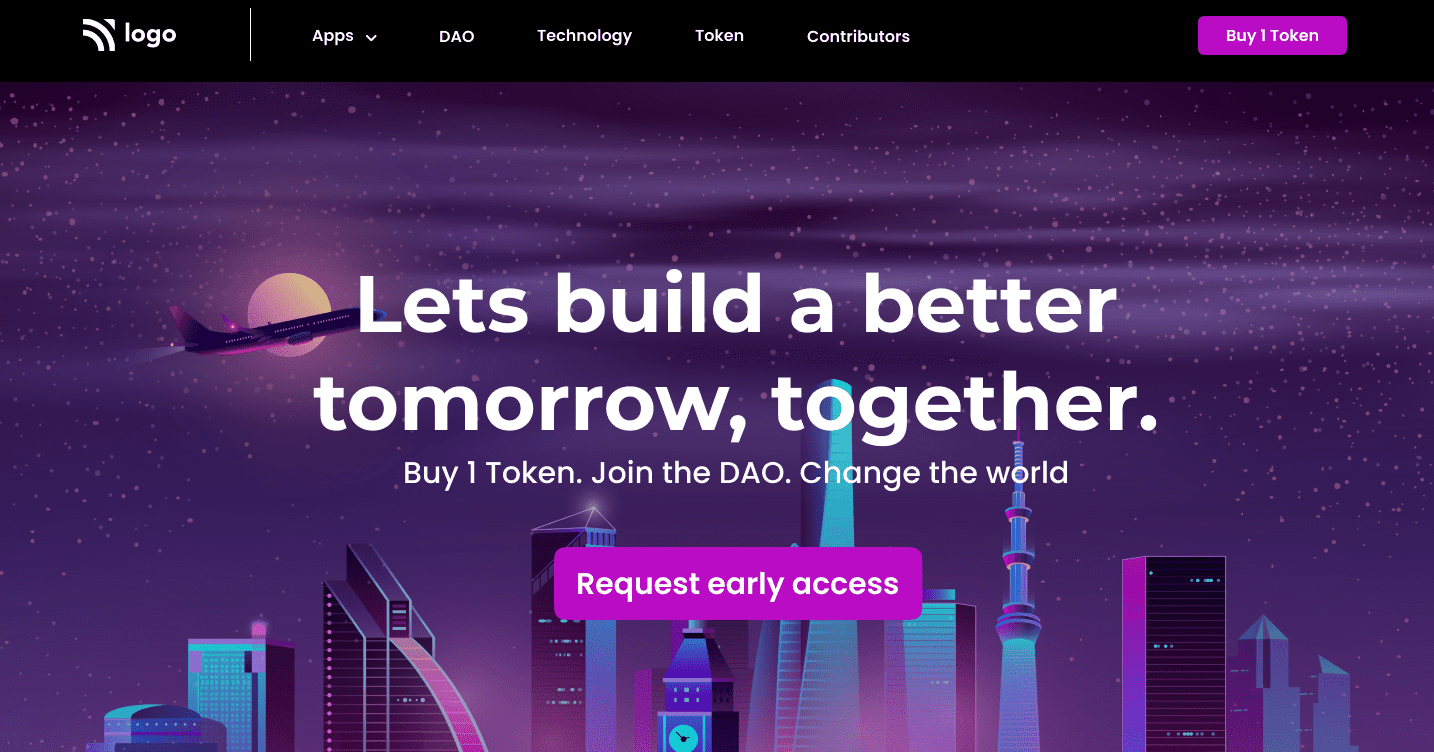 logo
Apps
DAO
Technology
Token
Contributors
Buy 1 Token
Lets build a better
tomorrow, together.
Buy 1 Token. Join the DAO. Change the world
Request early access